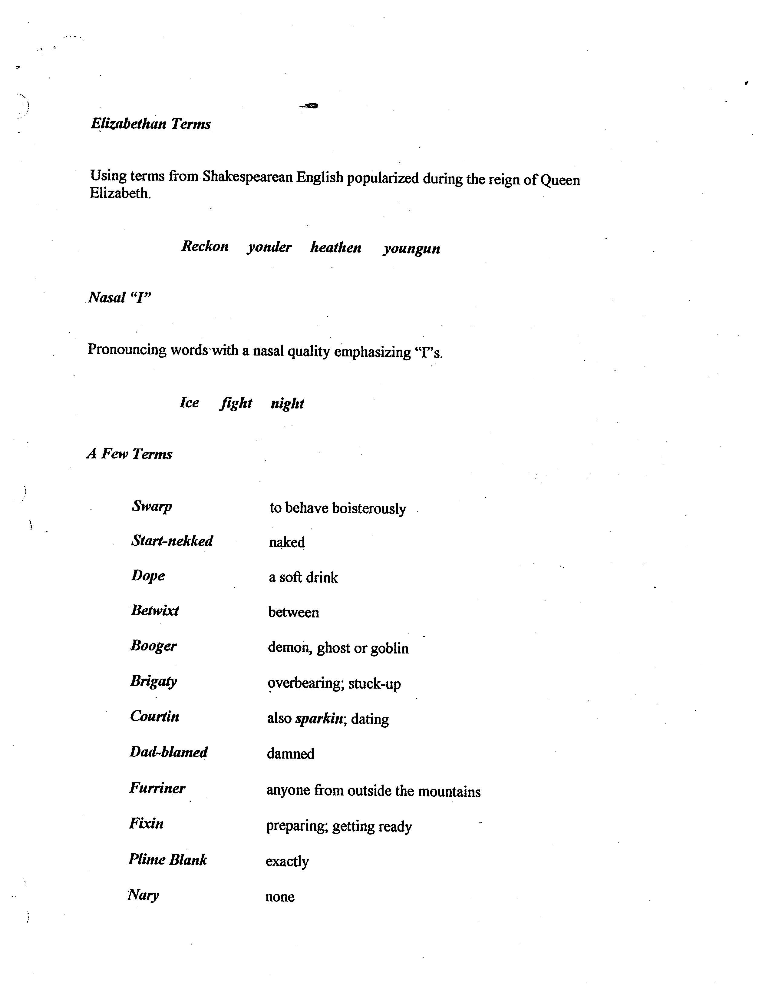 Elizabethan Terms
Using terms from Shakespearean English popularized during the reign of Queen
Elizabeth.
Reckon yonder heathen youngun
Nasal “I”
Pronouncing words with a nasal quality emphasizing “I”s.
Ice fight night
A Few Terms
Swarp to behave boisterously
Start-nekked naked
Dope a soft drink
Betwixt between
Booger demon, ghost or goblin
Brigaty overbearing; stuck-up
Courtin also sparkin; dating
Dad-blamed damned
Furriner anyone from outside the mountains
Fixin preparing; getting ready
Plime Blank exactly
Nary none